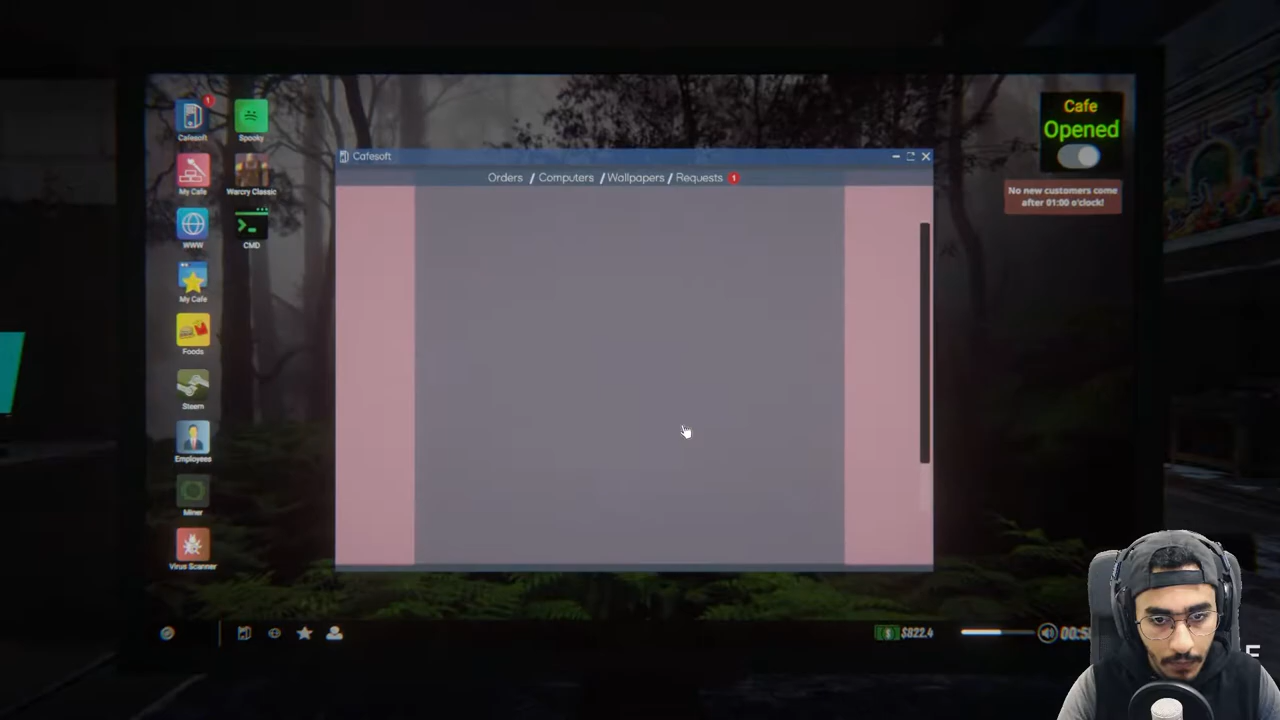 Cafesoft
Spooky
My Cafe
Warcry Classic
WWW
CMD
My Cafe
Foods
Steem
Employees
Miner
Virus Scanner
Cafesoft
Orders / Computers / Wallpapers / Requests 1
Cafe
Opened
No new customers come
after 01:00 o'clock!
$822.4